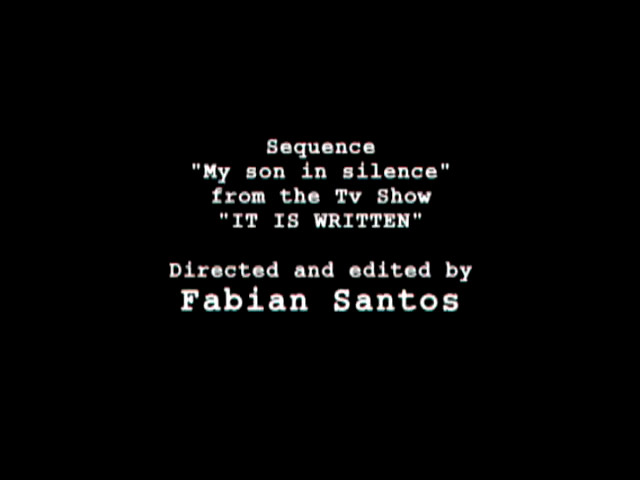 Sequence
"My son in silence"
from the Tv Show
"IT IS WRITTEN"
Directed and edited by
Fabian Santos